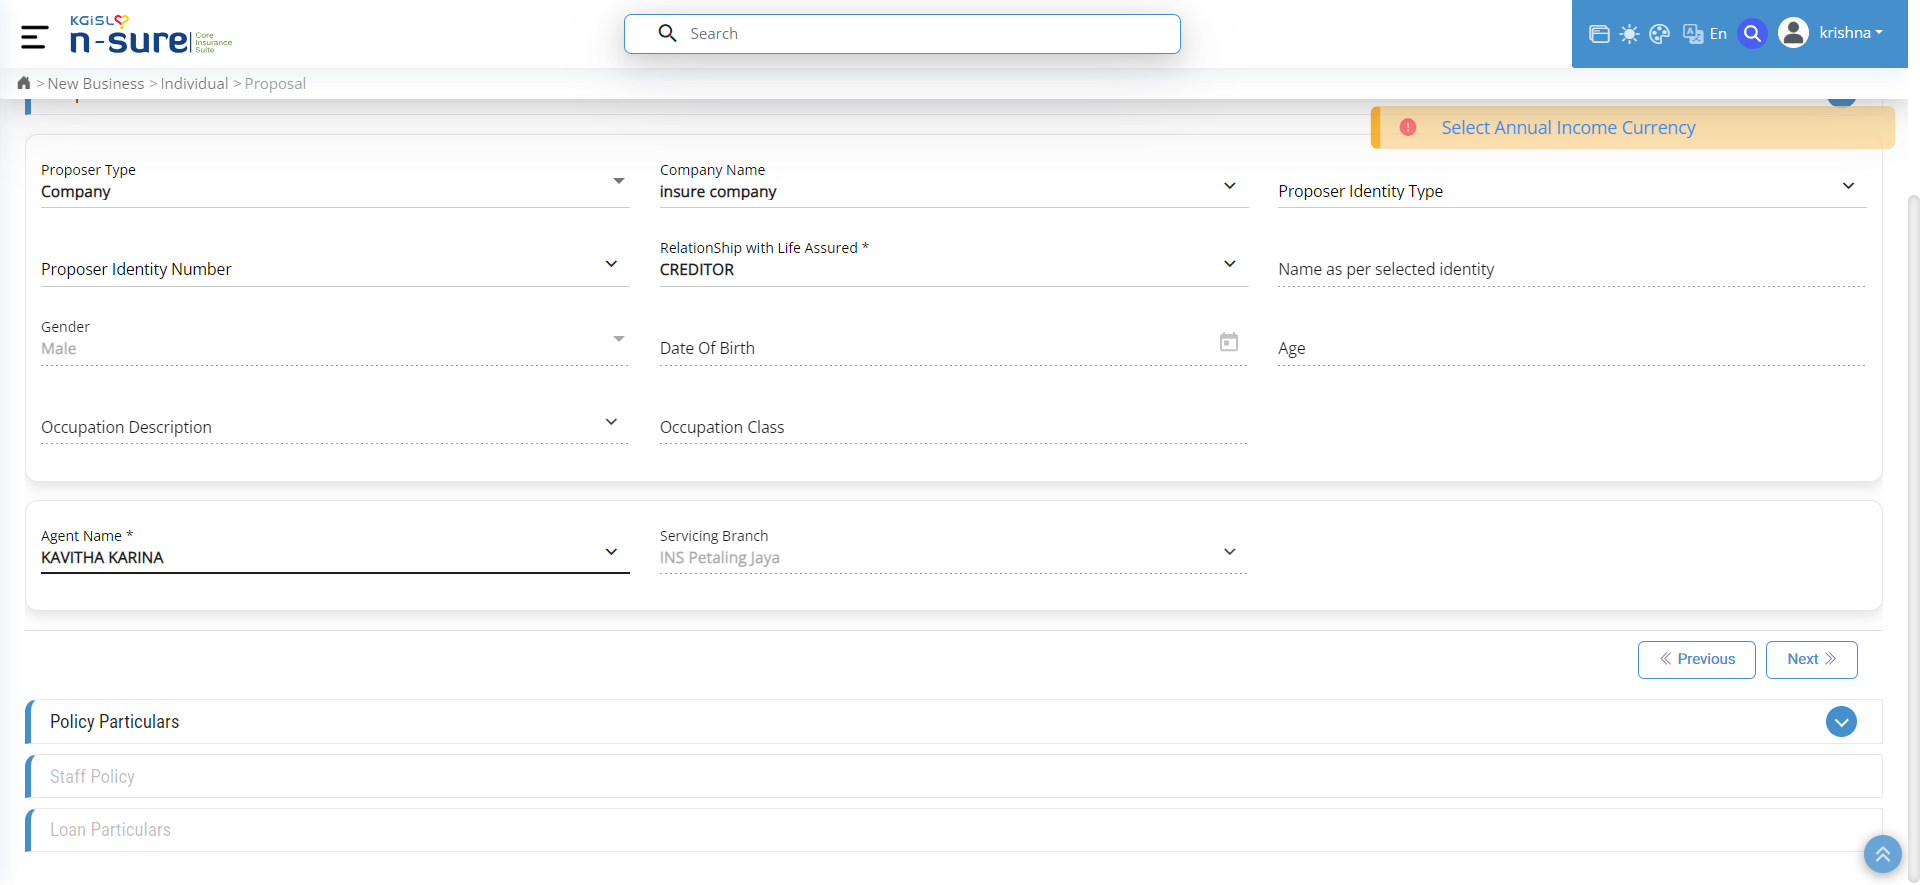 KGiSL
n-sure
Core Insurance Suite
Search
En
krishna
> New Business > Individual > Proposal
Select Annual Income Currency
Proposer Type
Company
Company Name
insure company
Proposer Identity Type
Proposer Identity Number
RelationShip with Life Assured *
CREDITOR
Name as per selected identity
Gender
Male
Date Of Birth
Age
Occupation Description
Occupation Class
Agent Name *
KAVITHA KARINA
Servicing Branch
INS Petaling Jaya
Previous
Next
Policy Particulars
Staff Policy
Loan Particulars